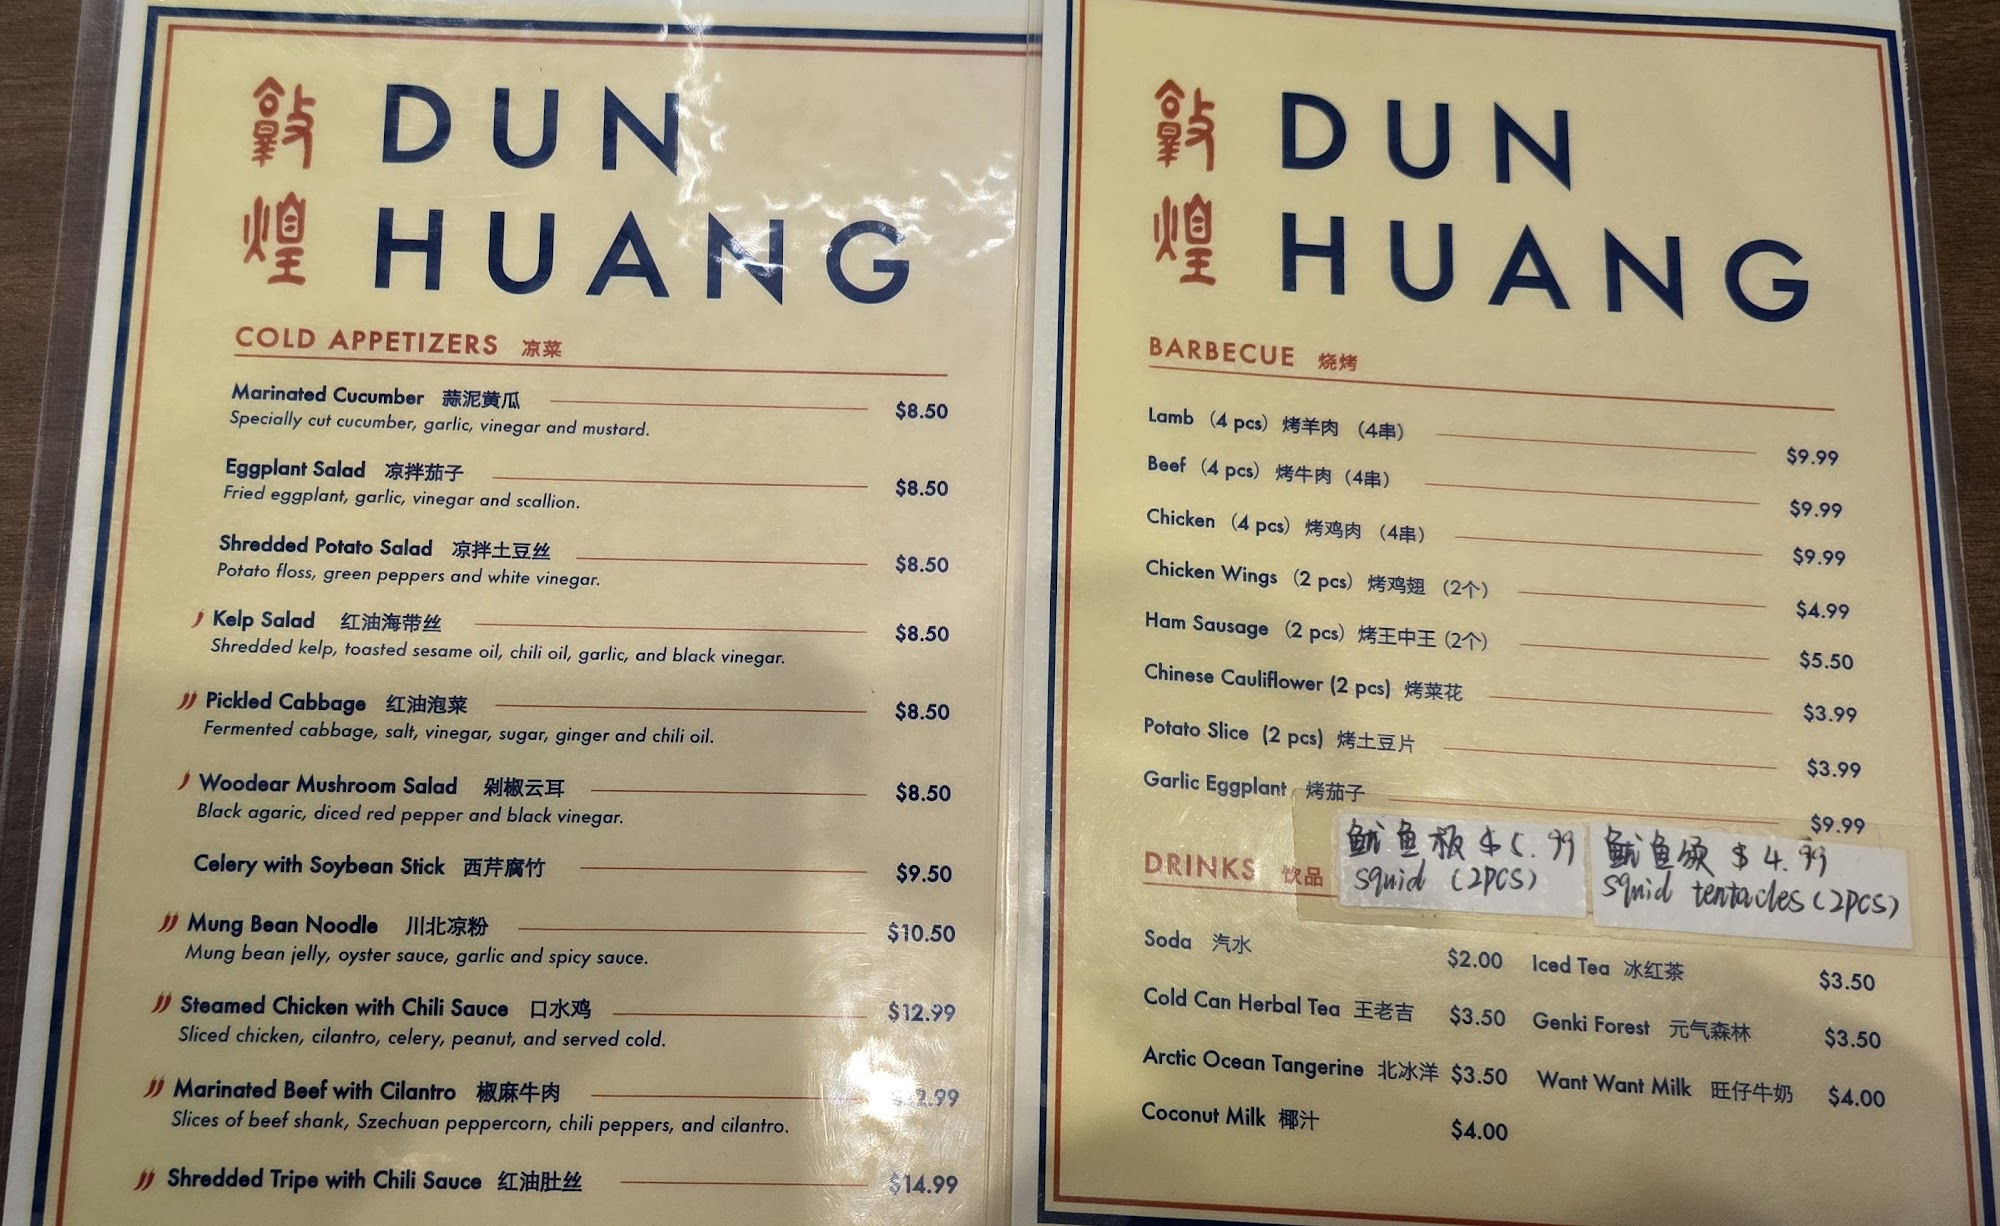 敦煌
DUN
HUANG
COLD APPETIZERS 凉菜
Marinated Cucumber 蒜泥黄瓜 $8.50
Specially cut cucumber, garlic, vinegar and mustard.
Eggplant Salad 凉拌茄子 $8.50
Fried eggplant, garlic, vinegar and scallion.
Shredded Potato Salad 凉拌土豆丝 $8.50
Potato floss, green peppers and white vinegar.
Kelp Salad 红油海带丝 $8.50
Shredded kelp, toasted sesame oil, chili oil, garlic, and black vinegar.
Pickled Cabbage 红油泡菜 $8.50
Fermented cabbage, salt, vinegar, sugar, ginger and chili oil.
Woodear Mushroom Salad 剁椒云耳 $8.50
Black agaric, diced red pepper and black vinegar.
Celery with Soybean Stick 西芹腐竹 $9.50
Mung Bean Noodle 川北凉粉 $10.50
Mung bean jelly, oyster sauce, garlic and spicy sauce.
Steamed Chicken with Chili Sauce 口水鸡 $12.99
Sliced chicken, cilantro, celery, peanut, and served cold.
Marinated Beef with Cilantro 椒麻牛肉
Slices of beef shank, Szechuan peppercorn, chili peppers, and cilantro.
Shredded Tripe with Chili Sauce 红油肚丝 $14.99
敦煌
DUN
HUANG
BARBECUE 烧烤
Lamb (4 pcs) 烤羊肉 (4串) $9.99
Beef (4 pcs) 烤牛肉 (4串) $9.99
Chicken (4 pcs) 烤鸡肉 (4串) $9.99
Chicken Wings (2 pcs) 烤鸡翅 (2个) $4.99
Ham Sausage (2 pcs) 烤王中王 (2个) $5.50
Chinese Cauliflower (2 pcs) 烤菜花 $3.99
Potato Slice (2 pcs) 烤土豆片 $3.99
Garlic Eggplant 烤茄子 $9.99
鱿鱼板
squid (2PCS)
鱿鱼须 $4.99
squid tentacles (2PCS)
DRINKS 饮品
Soda 汽水 $2.00 Iced Tea 冰红茶 $3.50
Cold Can Herbal Tea 王老吉 $3.50 Genki Forest 元气森林 $3.50
Arctic Ocean Tangerine 北冰洋 $3.50 Want Want Milk 旺仔牛奶 $4.00
Coconut Milk 椰汁 $4.00